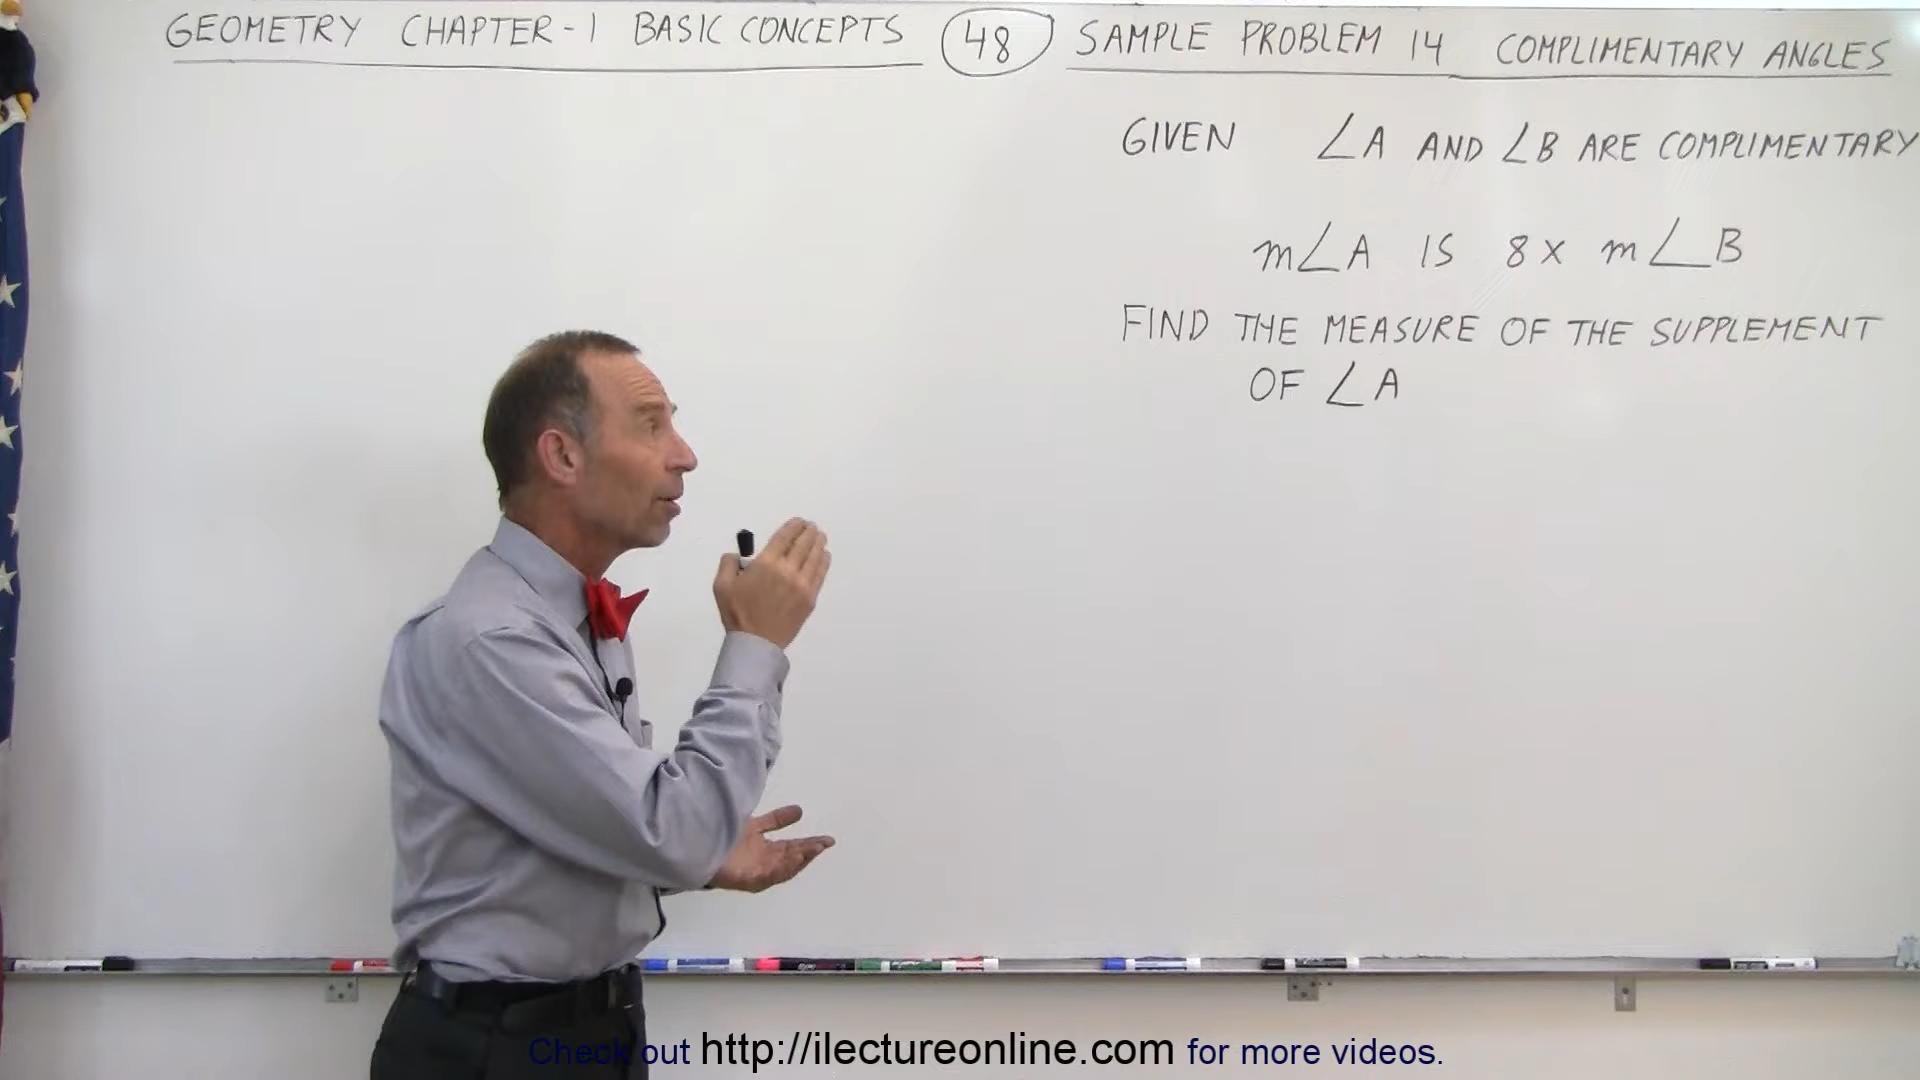 GEOMETRY CHAPTER-1 BASIC CONCEPTS 48 SAMPLE PROBLEM 14 COMPLIMENTARY ANGLES
GIVEN ∠A AND ∠B ARE COMPLIMENTARY
m∠A IS 8x m∠B
FIND THE MEASURE OF THE SUPPLEMENT
OF ∠A
Check out http://ilectureonline.com for more videos.